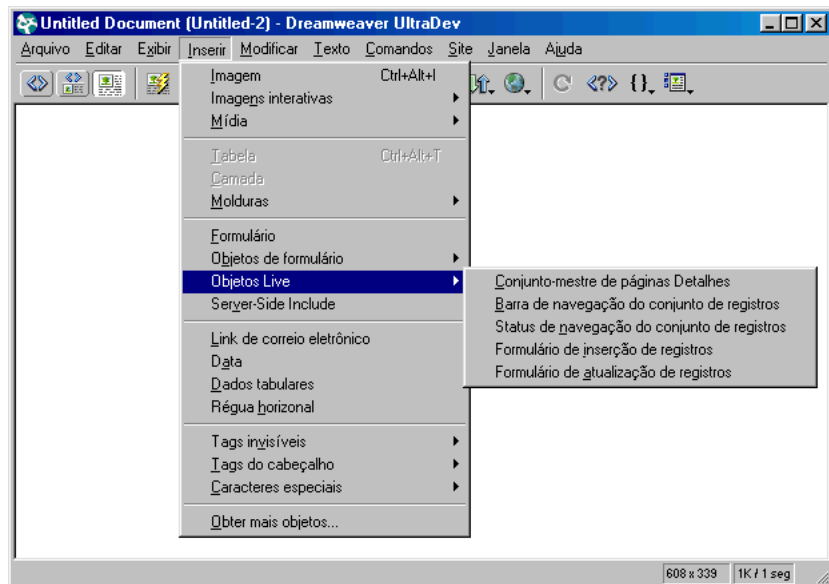 Untitled Document (Untitled-2) - Dreamweaver UltraDev
Arquivo Editar Exibir Inserir Modificar Texto Comandos Site Janela Ajuda
Imagem Ctrl+Alt+I
Imagens interativas
Mídia
Tabela Ctrl+Alt+T
Camada
Molduras
Formulário
Objetos de formulário
Objetos Live
Server-Side Include
Link de correio eletrônico
Data
Dados tabulares
Régua horizonal
Tags invisíveis
Tags do cabeçalho
Caracteres especiais
Obter mais objetos...
Conjunto-mestre de páginas Detalhes
Barra de navegação do conjunto de registros
Status de navegação do conjunto de registros
Formulário de inserção de registros
Formulário de atualização de registros
608 x 339 1K / 1 seg